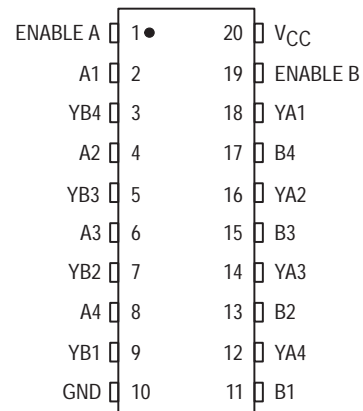 ENABLE A 1 20 VCC
A1 2 19 ENABLE B
YB4 3 18 YA1
A2 4 17 B4
YB3 5 16 YA2
A3 6 15 B3
YB2 7 14 YA3
A4 8 13 B2
YB1 9 12 YA4
GND 10 11 B1